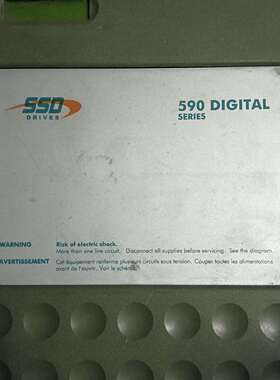 SSD
DRIVES
590 DIGITAL
SERIES
WARNING Risk of electric shock.
More than one live circuit. Disconnect all supplies before servicing. See the diagram.
AVERTISSEMENT Cet équipement renferme plusieurs circuits sous tension. Couper toutes les alimentations
avant de l'ouvrir. Voir le schéma.